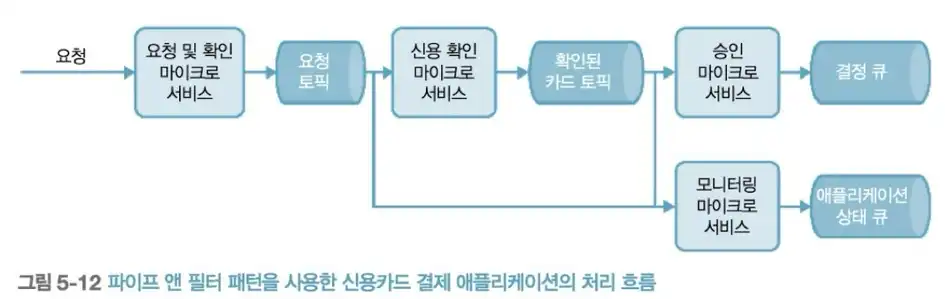 요청
요청 및 확인
마이크로
서비스
요청
토픽
신용 확인
마이크로
서비스
확인된
카드 토픽
승인
마이크로
서비스
결정 큐
모니터링
마이크로
서비스
애플리케이션
상태 큐
그림 5-12 파이프 앤 필터 패턴을 사용한 신용카드 결제 애플리케이션의 처리 흐름